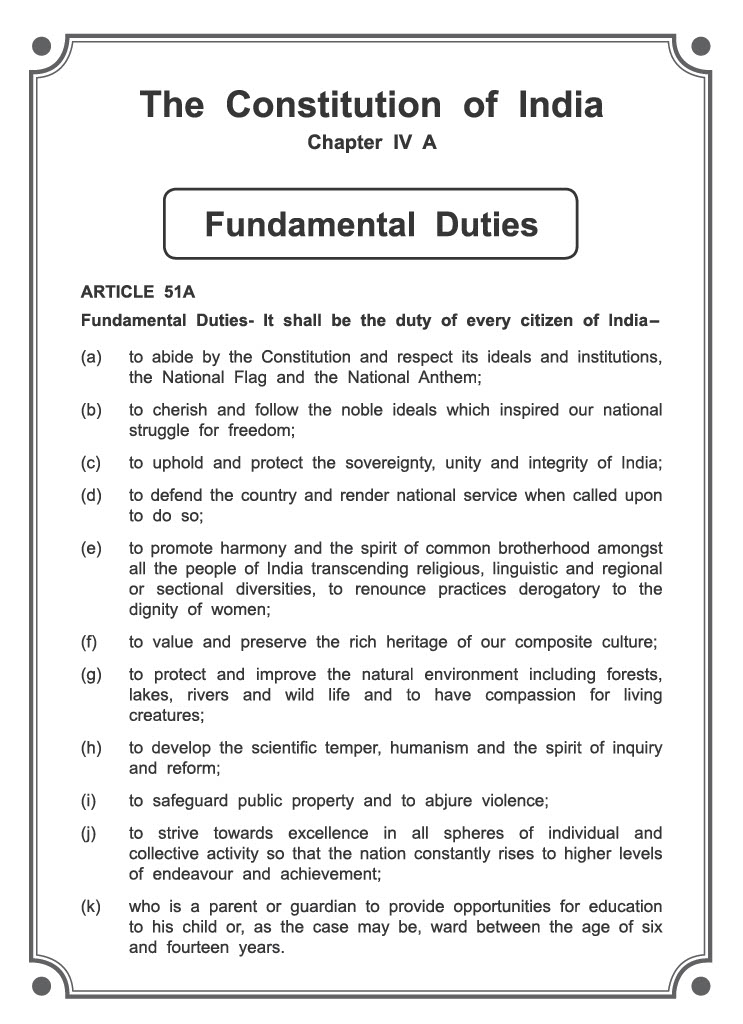 The Constitution of India
Chapter IV A
Fundamental Duties
ARTICLE 51A
Fundamental Duties- It shall be the duty of every citizen of India–
(a) to abide by the Constitution and respect its ideals and institutions,
the National Flag and the National Anthem;
(b) to cherish and follow the noble ideals which inspired our national
struggle for freedom;
(c) to uphold and protect the sovereignty, unity and integrity of India;
(d) to defend the country and render national service when called upon
to do so;
(e) to promote harmony and the spirit of common brotherhood amongst
all the people of India transcending religious, linguistic and regional
or sectional diversities, to renounce practices derogatory to the
dignity of women;
(f) to value and preserve the rich heritage of our composite culture;
(g) to protect and improve the natural environment including forests,
lakes, rivers and wild life and to have compassion for living
creatures;
(h) to develop the scientific temper, humanism and the spirit of inquiry
and reform;
(i) to safeguard public property and to abjure violence;
(j) to strive towards excellence in all spheres of individual and
collective activity so that the nation constantly rises to higher levels
of endeavour and achievement;
(k) who is a parent or guardian to provide opportunities for education
to his child or, as the case may be, ward between the age of six
and fourteen years.